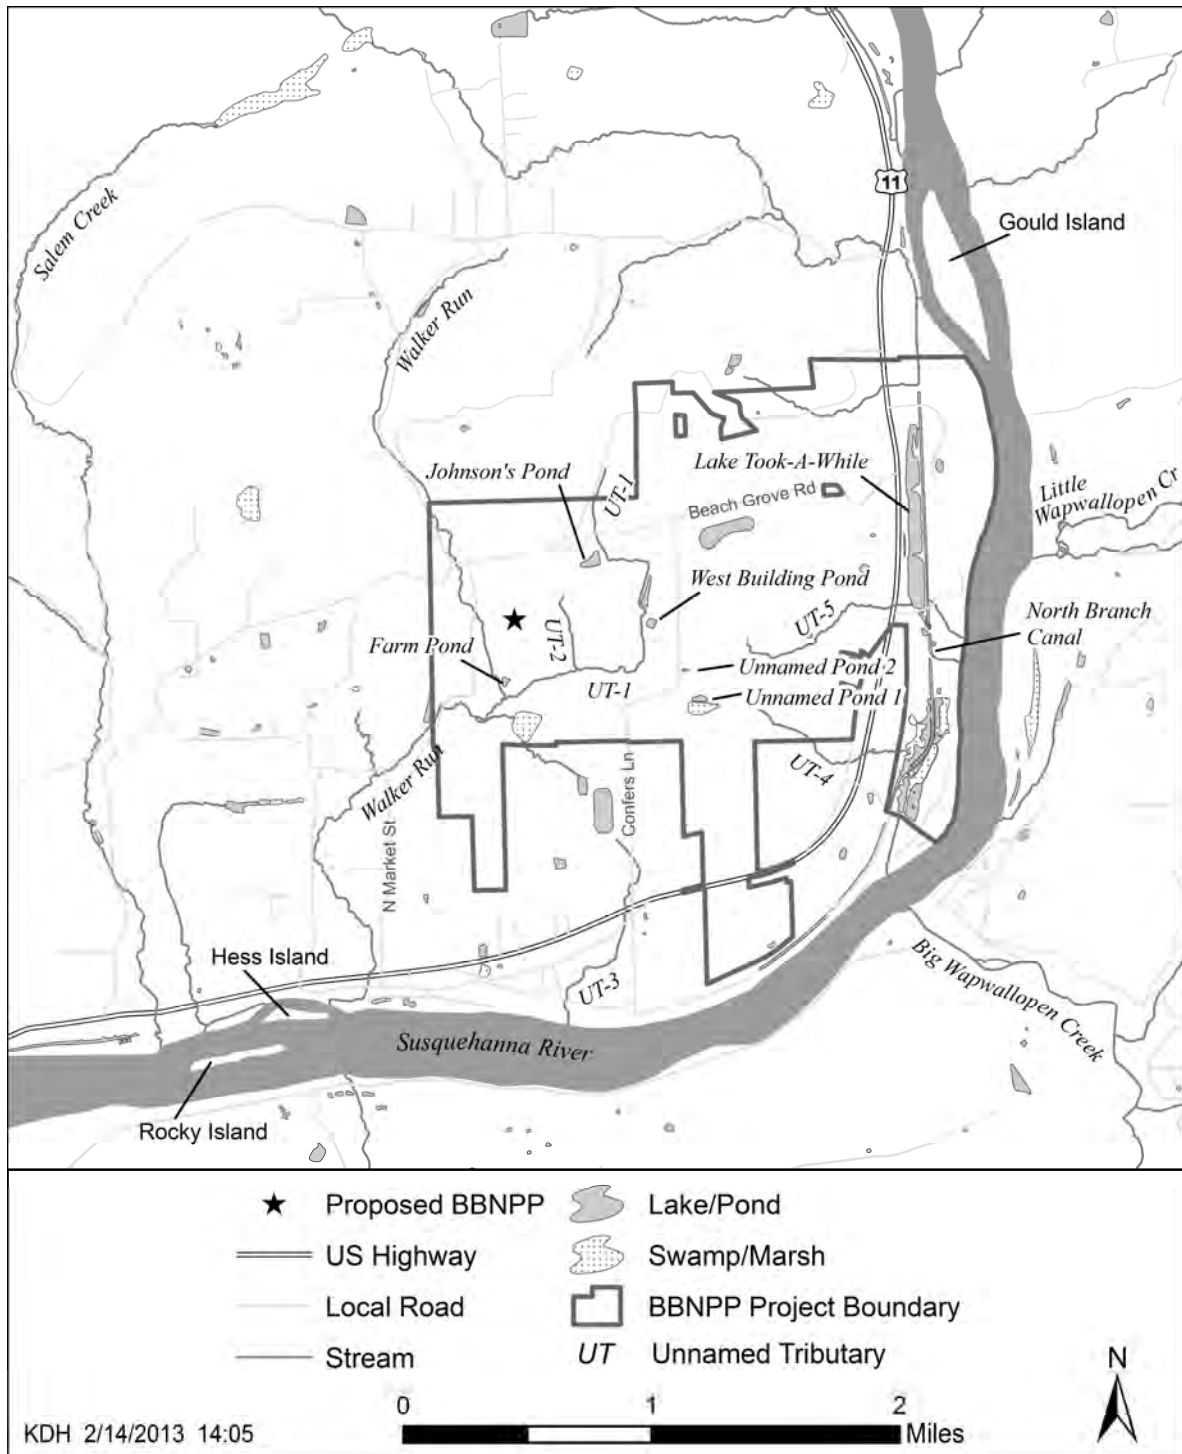 11
Gould Island
Salem Creek
Walker Run
Johnson's Pond
UT-1
Lake Took-A-While
Beach Grove Rd
Little
Wapwallopen Cr
West Building Pond
UT-5
North Branch
Canal
Farm Pond
UT-2
UT-1
Unnamed Pond 2
Unnamed Pond 1
Walker Run
UT-4
Confers Ln
N Market St
Hess Island
UT-3
Big Wapwallopen Creek
Susquehanna River
Rocky Island
Proposed BBNPP
Lake/Pond
US Highway
Swamp/Marsh
Local Road
BBNPP Project Boundary
Stream
UT Unnamed Tributary
N
0 1 2
Miles
KDH 2/14/2013 14:05